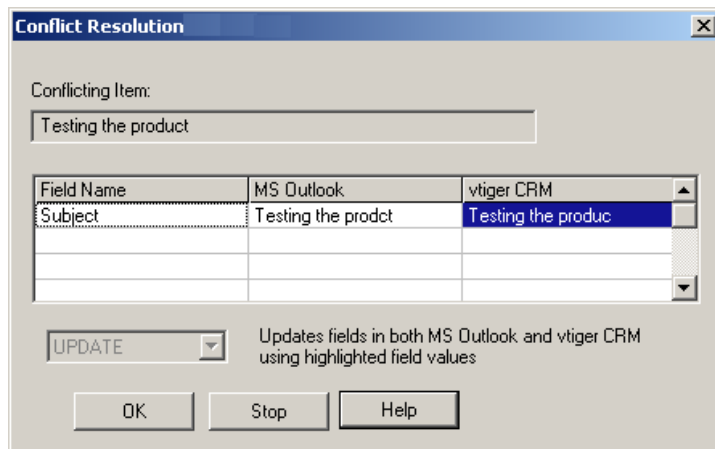 Conflict Resolution
Conflicting Item:
Testing the product
Field Name MS Outlook vtiger CRM
Subject Testing the prodct Testing the produc
UPDATE
Updates fields in both MS Outlook and vtiger CRM
using highlighted field values
OK Stop Help